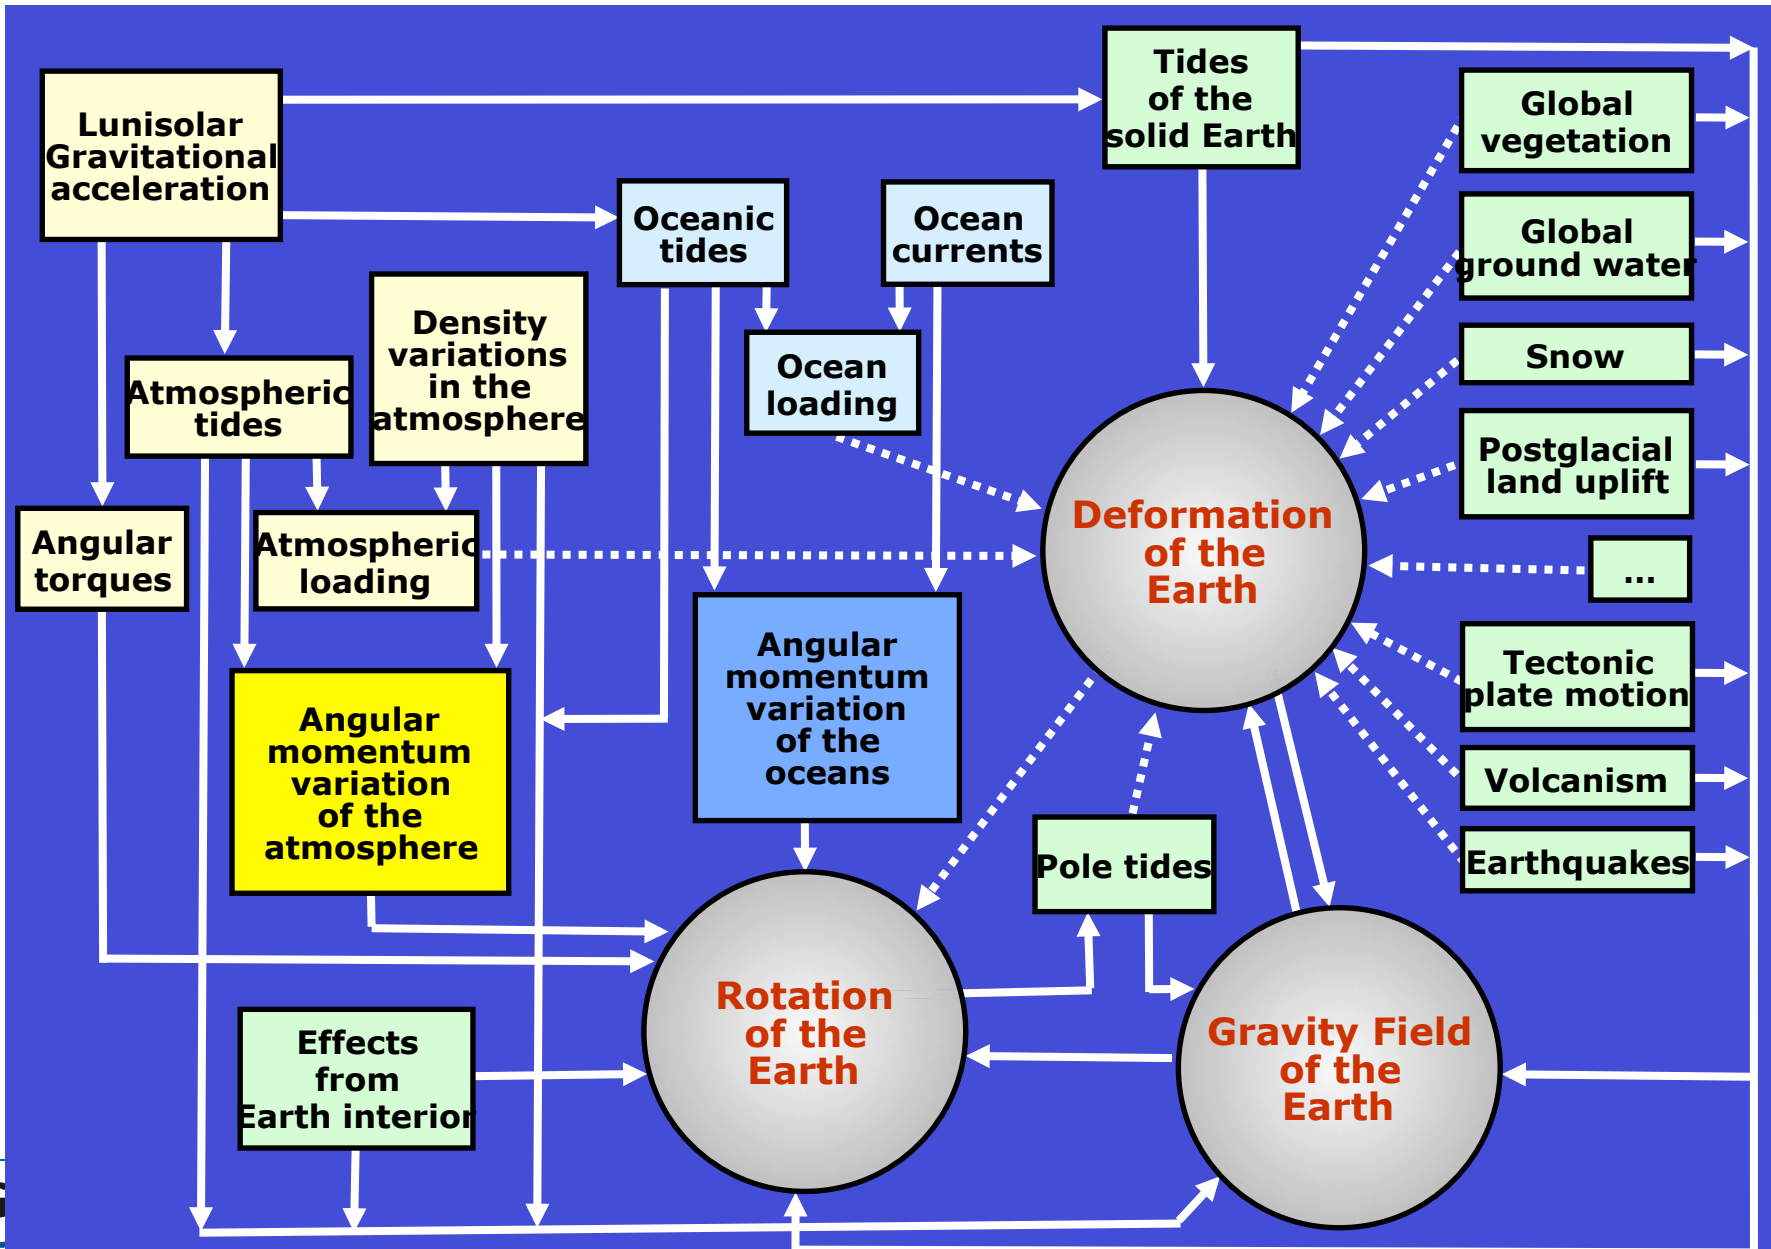 Lunisolar
Gravitational
acceleration
Tides
of the
solid Earth
Global
vegetation
Oceanic
tides
Ocean
currents
Global
ground water
Density
variations
in the
atmosphere
Atmospheric
tides
Ocean
loading
Snow
Postglacial
land uplift
Angular
torques
Atmospheric
loading
Deformation
of the
Earth
...
Angular
momentum
variation
of the
atmosphere
Angular
momentum
variation
of the
oceans
Tectonic
plate motion
Volcanism
Pole tides
Earthquakes
Effects
from
Earth interior
Rotation
of the
Earth
Gravity Field
of the
Earth